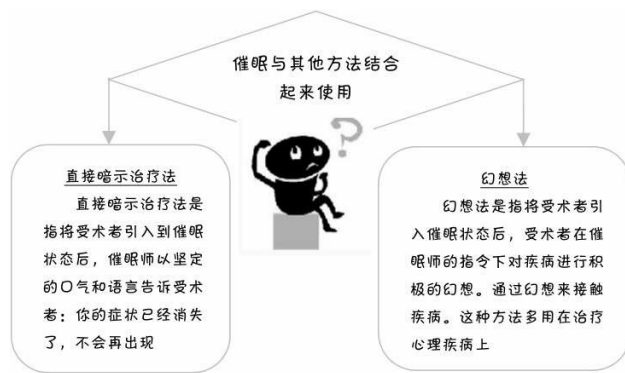 催眠与其他方法结合
起来使用
直接暗示治疗法
直接暗示治疗法是
指将受术者引入到催眠
状态后，催眠师以坚定
的口气和语言告诉受术
者：你的症状已经消失
了，不会再出现
幻想法
幻想法是指将受术者引
入催眠状态后，受术者在催
眠师的指令下对疾病进行积
极的幻想。通过幻想来接触
疾病。这种方法多用在治疗
心理疾病上